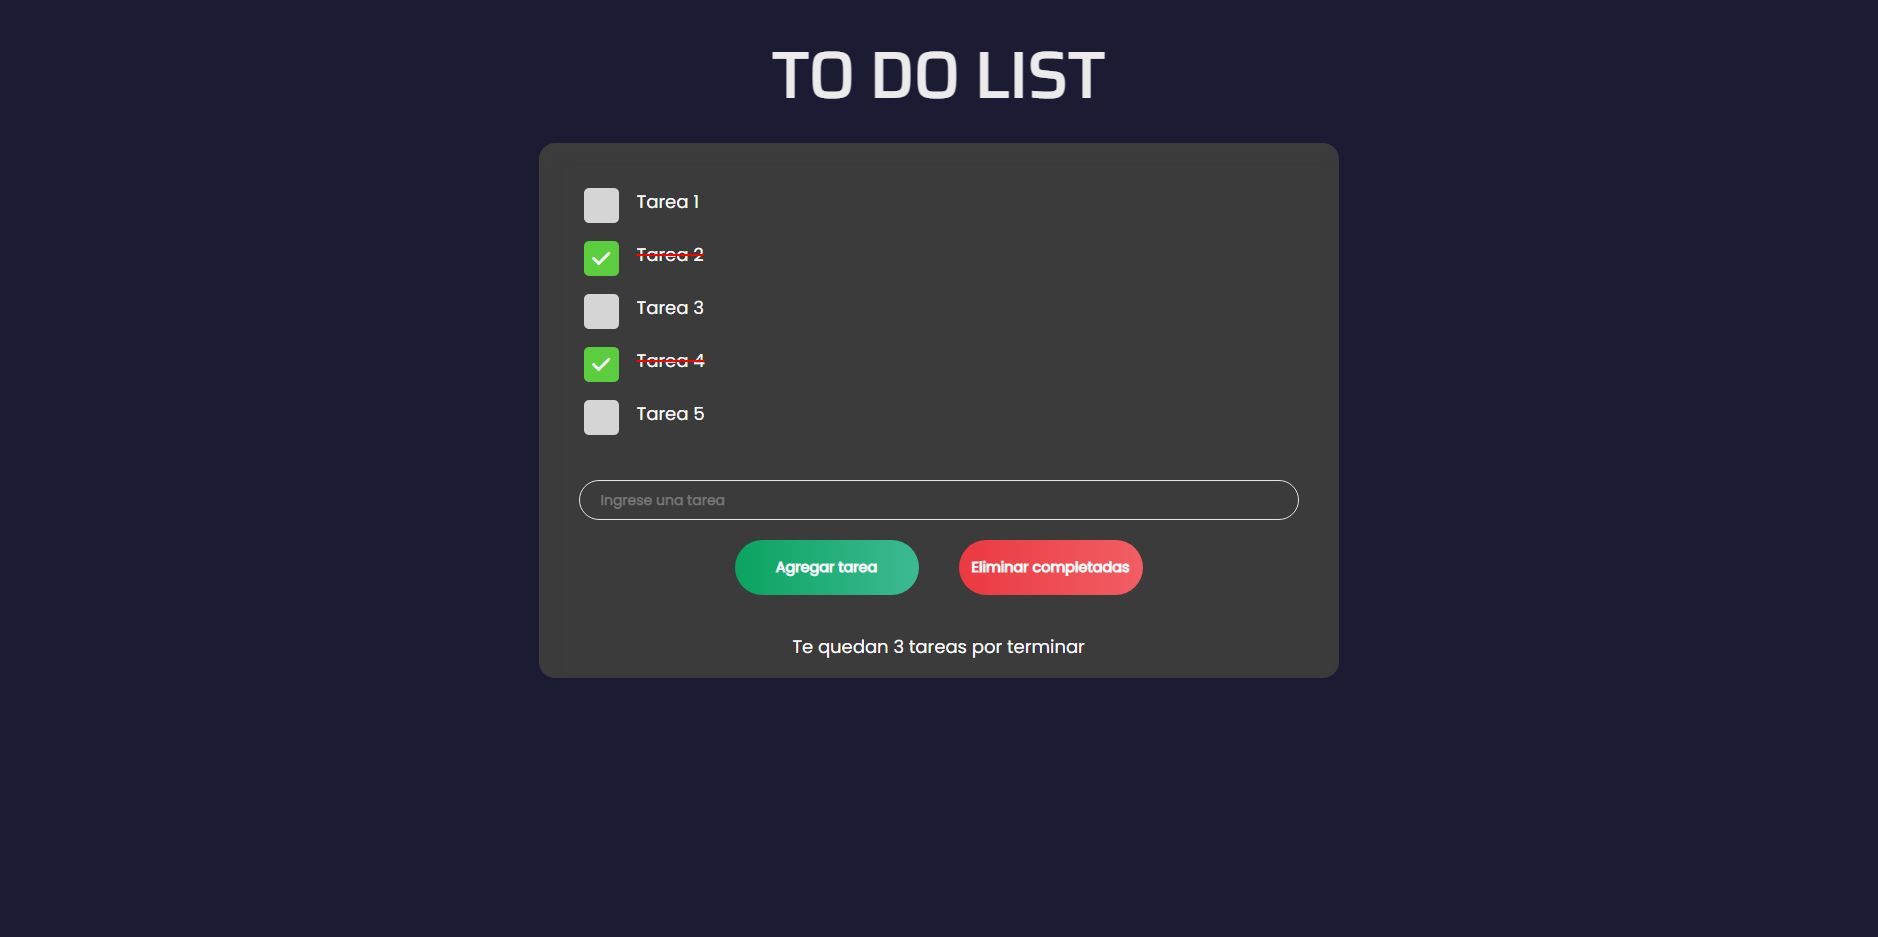 TO DO LIST
Tarea 1
Tarea 2
Tarea 3
Tarea 4
Tarea 5
Ingrese una tarea
Agregar tarea
Eliminar completadas
Te quedan 3 tareas por terminar